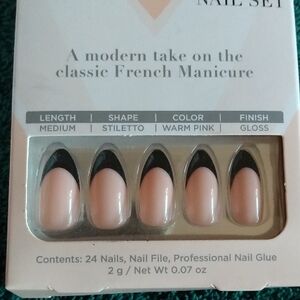 NAIL SET
A modern take on the
classic French Manicure
LENGTH | SHAPE | COLOR | FINISH
MEDIUM | STILETTO | WARM PINK | GLOSS
Contents: 24 Nails, Nail File, Professional Nail Glue
2 g / Net Wt 0.07 oz